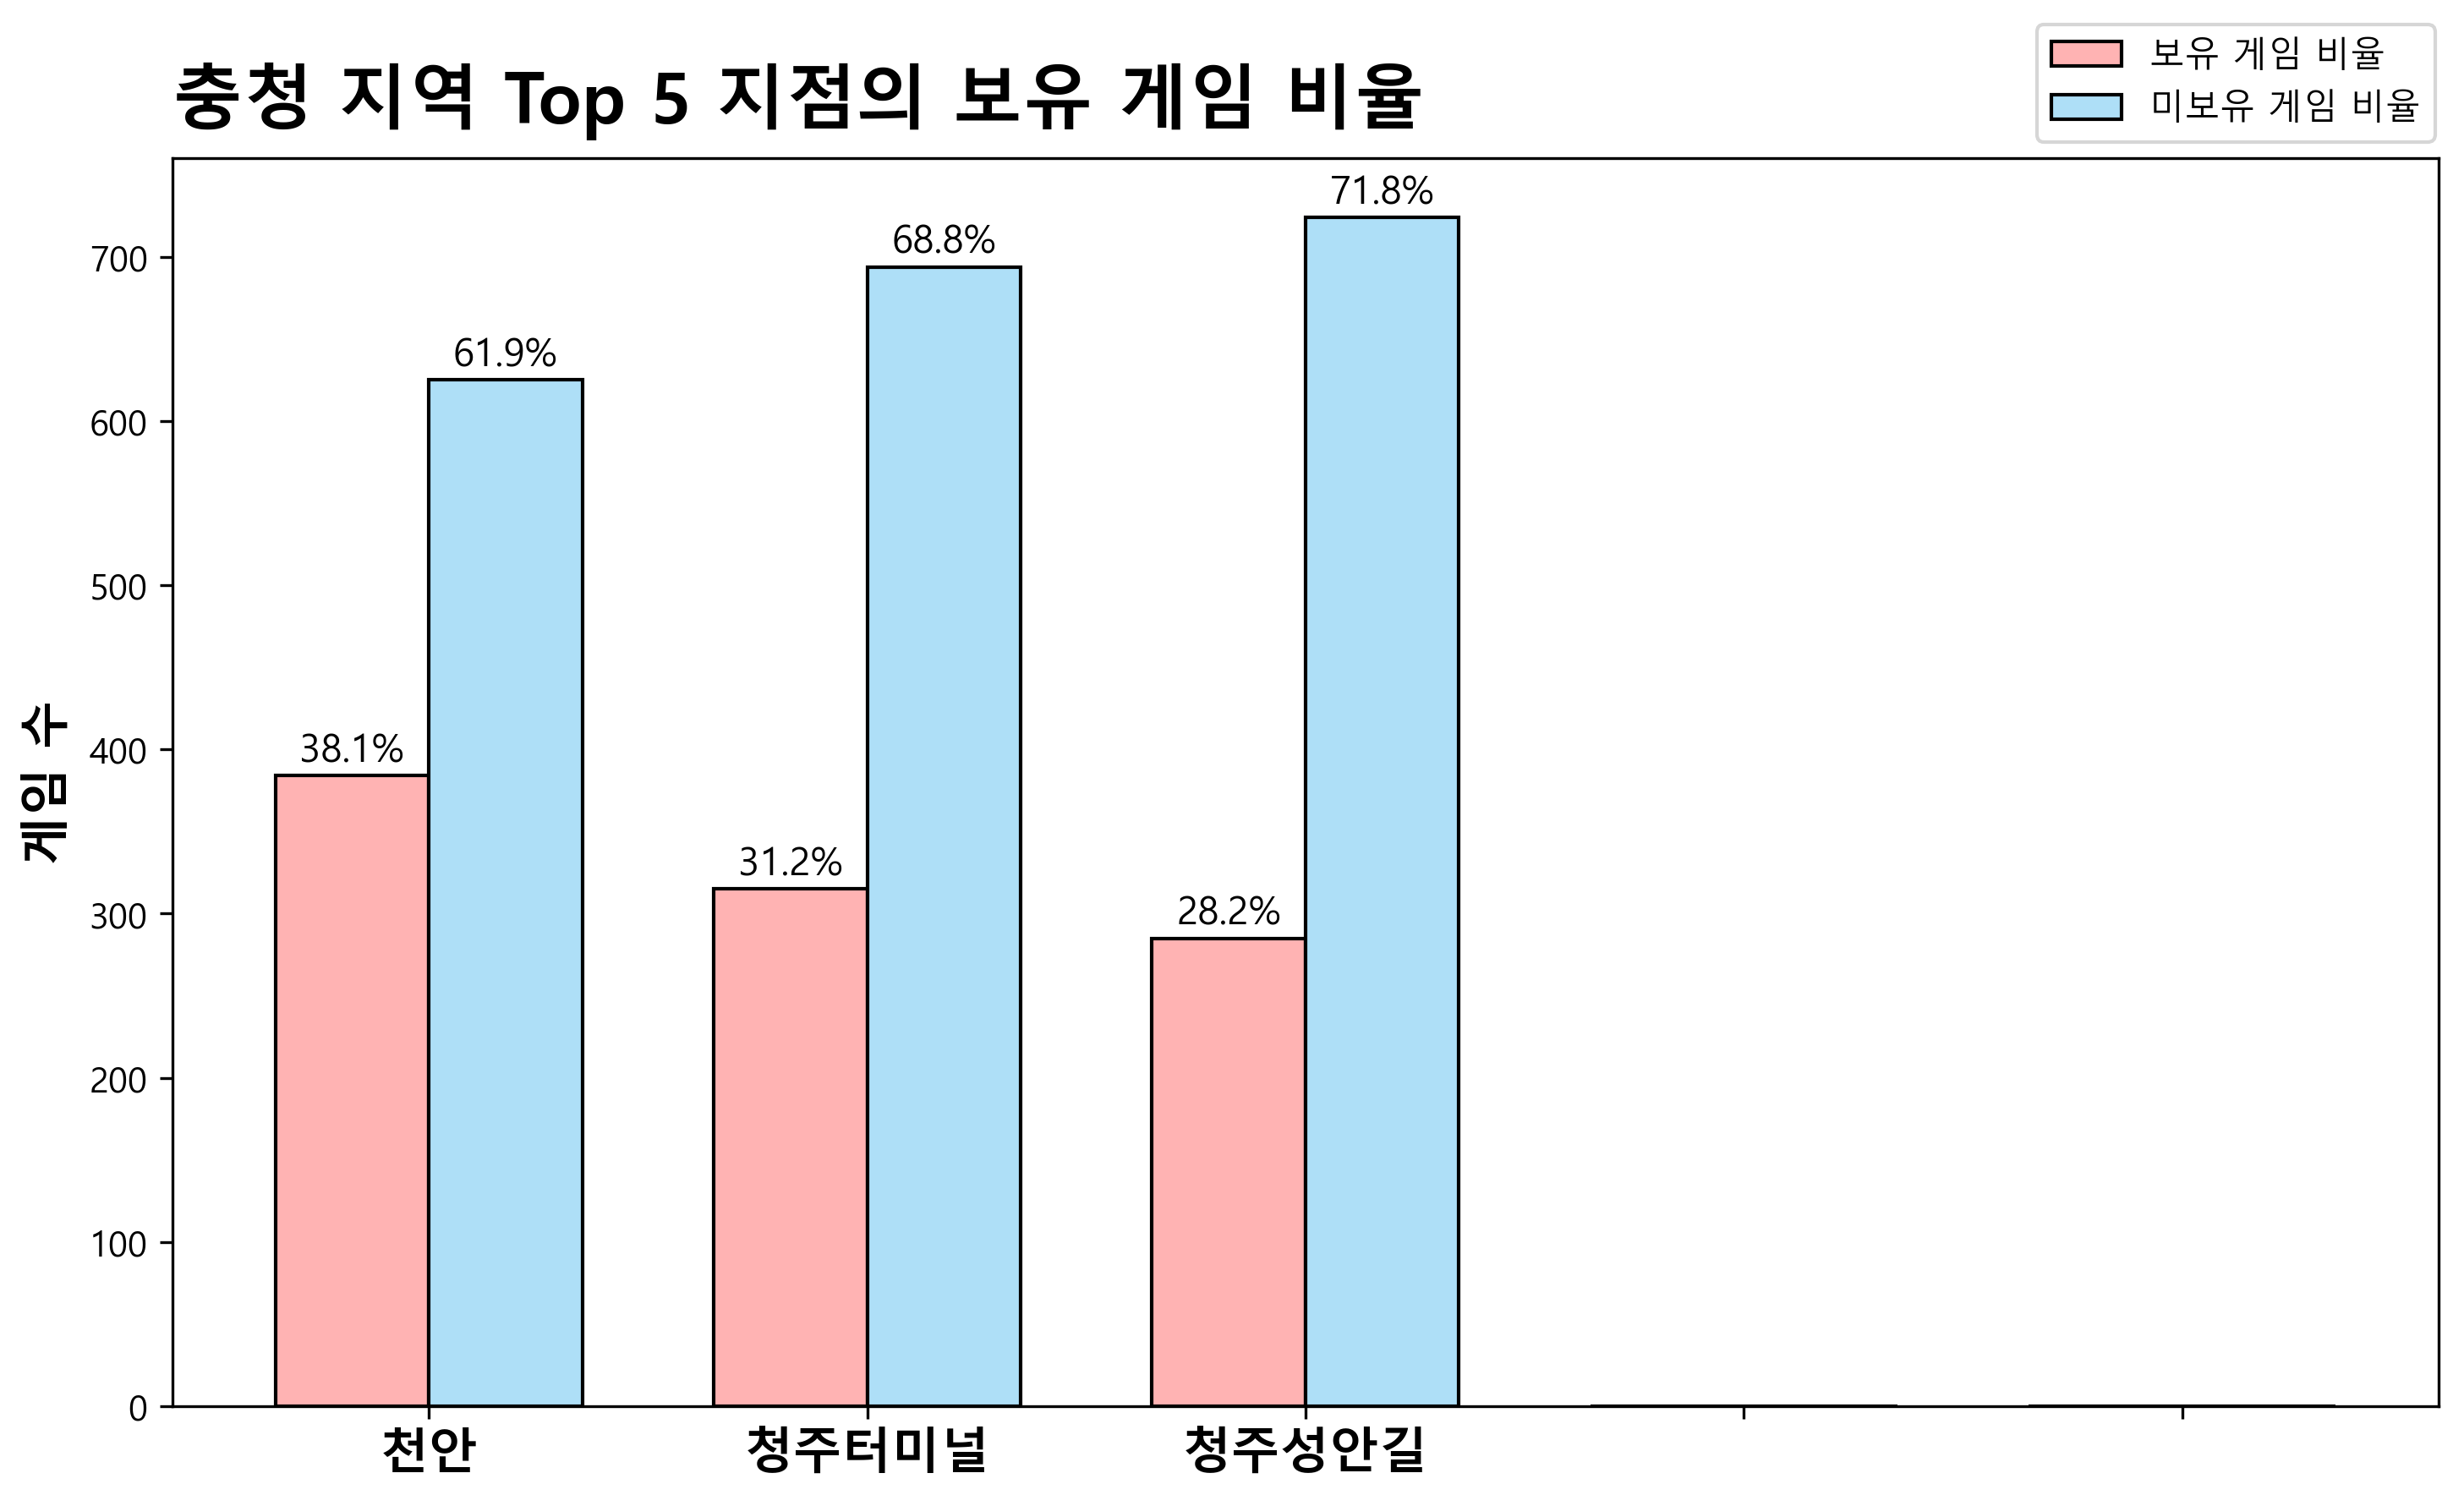 충청 지역 Top 5 지점의 보유 게임 비율
보유 게임 비율
미보유 게임 비율
게임 수
700
600
500
400
300
200
100
0
38.1%
61.9%
31.2%
68.8%
28.2%
71.8%
천안
청주터미널
청주성안길